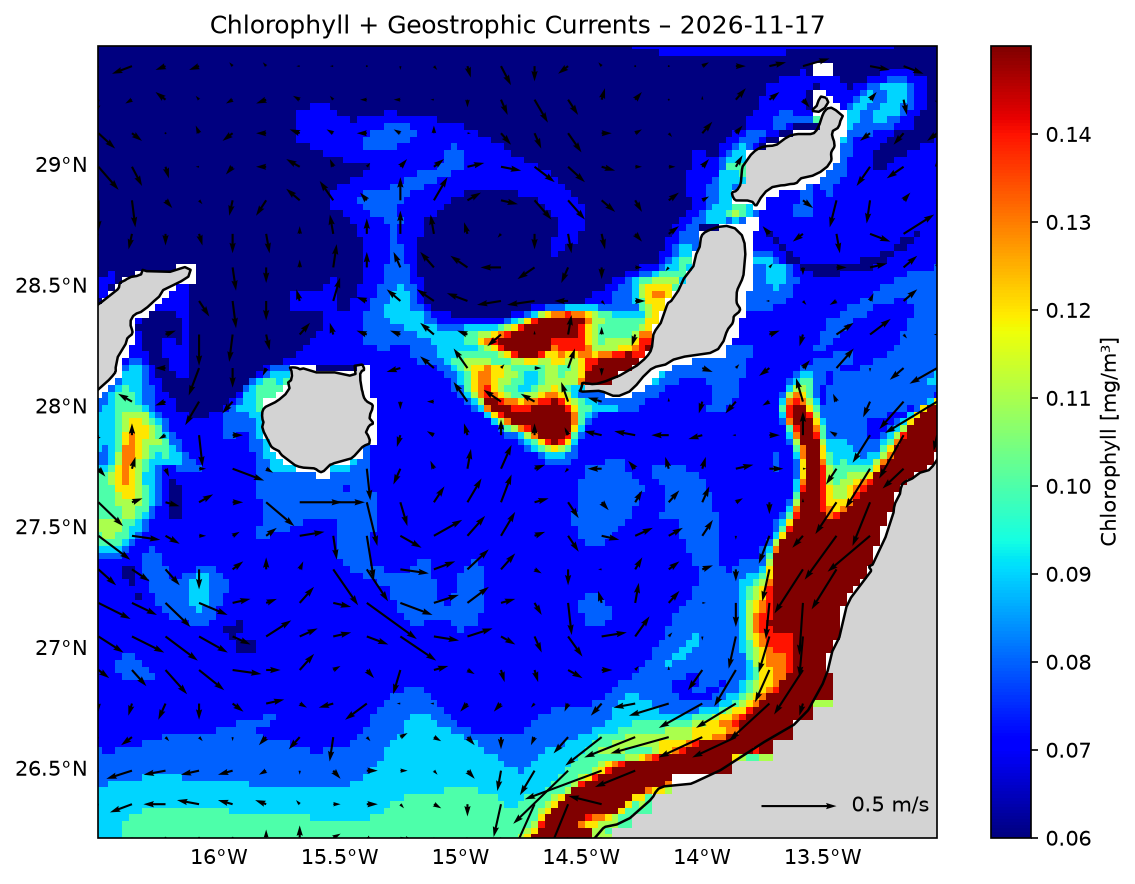 Chlorophyll + Geostrophic Currents – 2026-11-17
29°N
28.5°N
28°N
27.5°N
27°N
26.5°N
16°W
15.5°W
15°W
14.5°W
14°W
13.5°W
0.5 m/s
0.14
0.13
0.12
0.11
0.10
0.09
0.08
0.07
0.06
Chlorophyll [mg/m³]